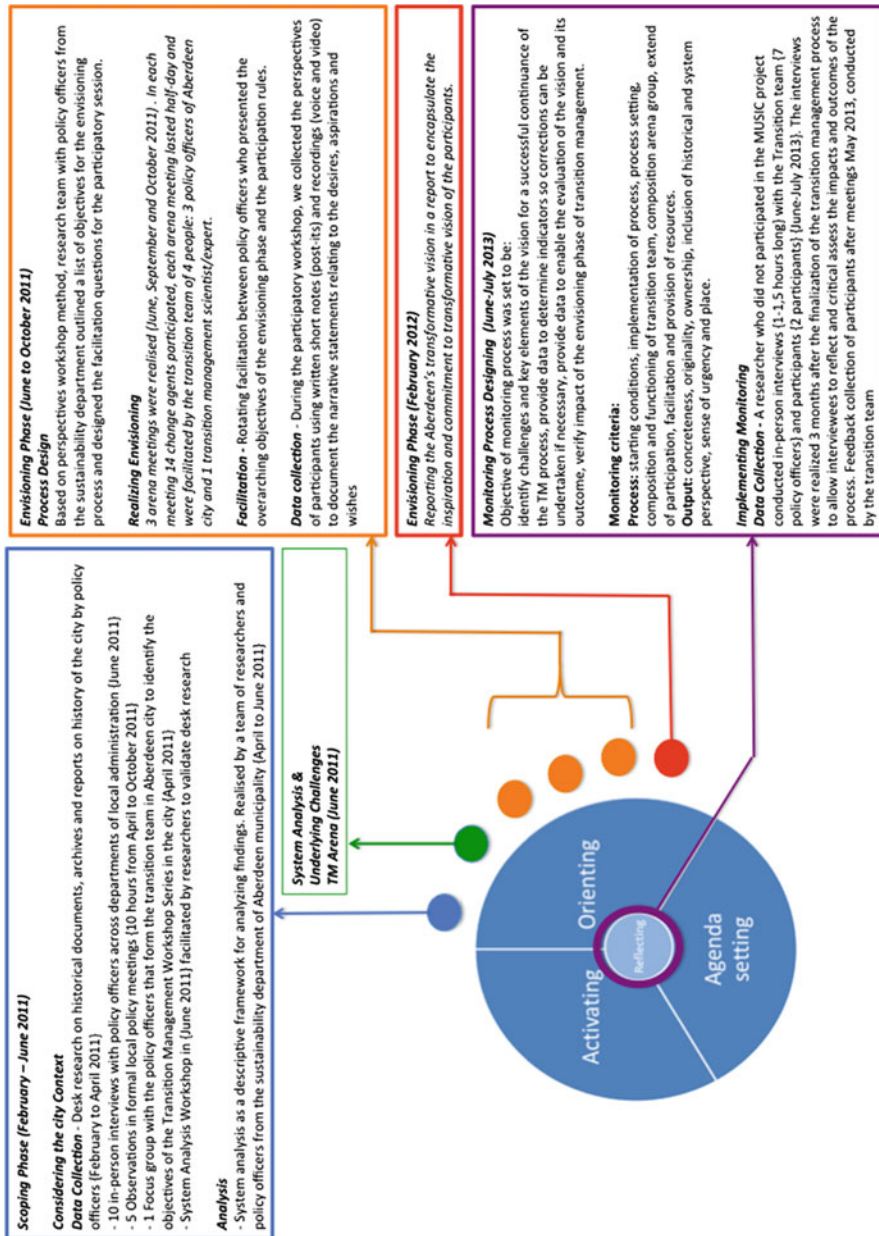 Scoping Phase (February – June 2011)
Considering the city Context
Data Collection - Desk research on historical documents, archives and reports on history of the city by policy
officers {February to April 2011}
- 10 in-person interviews with policy officers across departments of local administration {June 2011}
- 5 Observations in formal local policy meetings {10 hours from April to October 2011}
- 1 Focus group with the policy officers that form the transition team in Aberdeen city to identify the
objectives of the Transition Management Workshop Series in the city {April 2011}
- System Analysis Workshop in {June 2011} facilitated by researchers to validate desk research
Analysis
- System analysis as a descriptive framework for analyzing findings. Realised by a team of researchers and
policy officers from the sustainability department of Aberdeen municipality {April to June 2011}
System Analysis &
Underlying Challenges
TM Arena (June 2011)
Envisioning Phase (June to October 2011)
Process Design
Based on perspectives workshop method, research team with policy officers from
the sustainability department outlined a list of objectives for the envisioning
process and designed the facilitation questions for the participatory session.
Realizing Envisioning
3 arena meetings were realised (June, September and October 2011) . In each
meeting 14 change agents participated, each arena meeting lasted half-day and
were facilitated by the transition team of 4 people: 3 policy officers of Aberdeen
city and 1 transition management scientist/expert.
Facilitation - Rotating facilitation between policy officers who presented the
overarching objectives of the envisioning phase and the participation rules.
Data collection - During the participatory workshop, we collected the perspectives
of participants using written short notes (post-its) and recordings (voice and video)
to document the narrative statements relating to the desires, aspirations and
wishes
Envisioning Phase (February 2012)
Reporting the Aberdeen's transformative vision in a report to encapsulate the
inspiration and commitment to transformative vision of the participants.
Monitoring Process Designing (June-July 2013)
Objective of monitoring process was set to be:
identify challenges and key elements of the vision for a successful continuance of
the TM process, provide data to determine indicators so corrections can be
undertaken if necessary, provide data to enable the evaluation of the vision and its
outcome, verify impact of the envisioning phase of transition management.
Monitoring criteria:
Process: starting conditions, implementation of process, process setting,
composition and functioning of transition team, composition arena group, extend
of participation, facilitation and provision of resources.
Output: concreteness, originality, ownership, inclusion of historical and system
perspective, sense of urgency and place.
Implementing Monitoring
Data Collection - A researcher who did not participated in the MUSIC project
conducted in-person interviews {1-1,5 hours long} with the Transition team {7
policy officers} and participants {2 participants} {June-July 2013}. The interviews
were realized 3 months after the finalization of the transition management process
to allow interviewees to reflect and critical assess the impacts and outcomes of the
process. Feedback collection of participants after meetings May 2013, conducted
by the transition team
Activating
Orienting
Reflecting
Agenda
setting